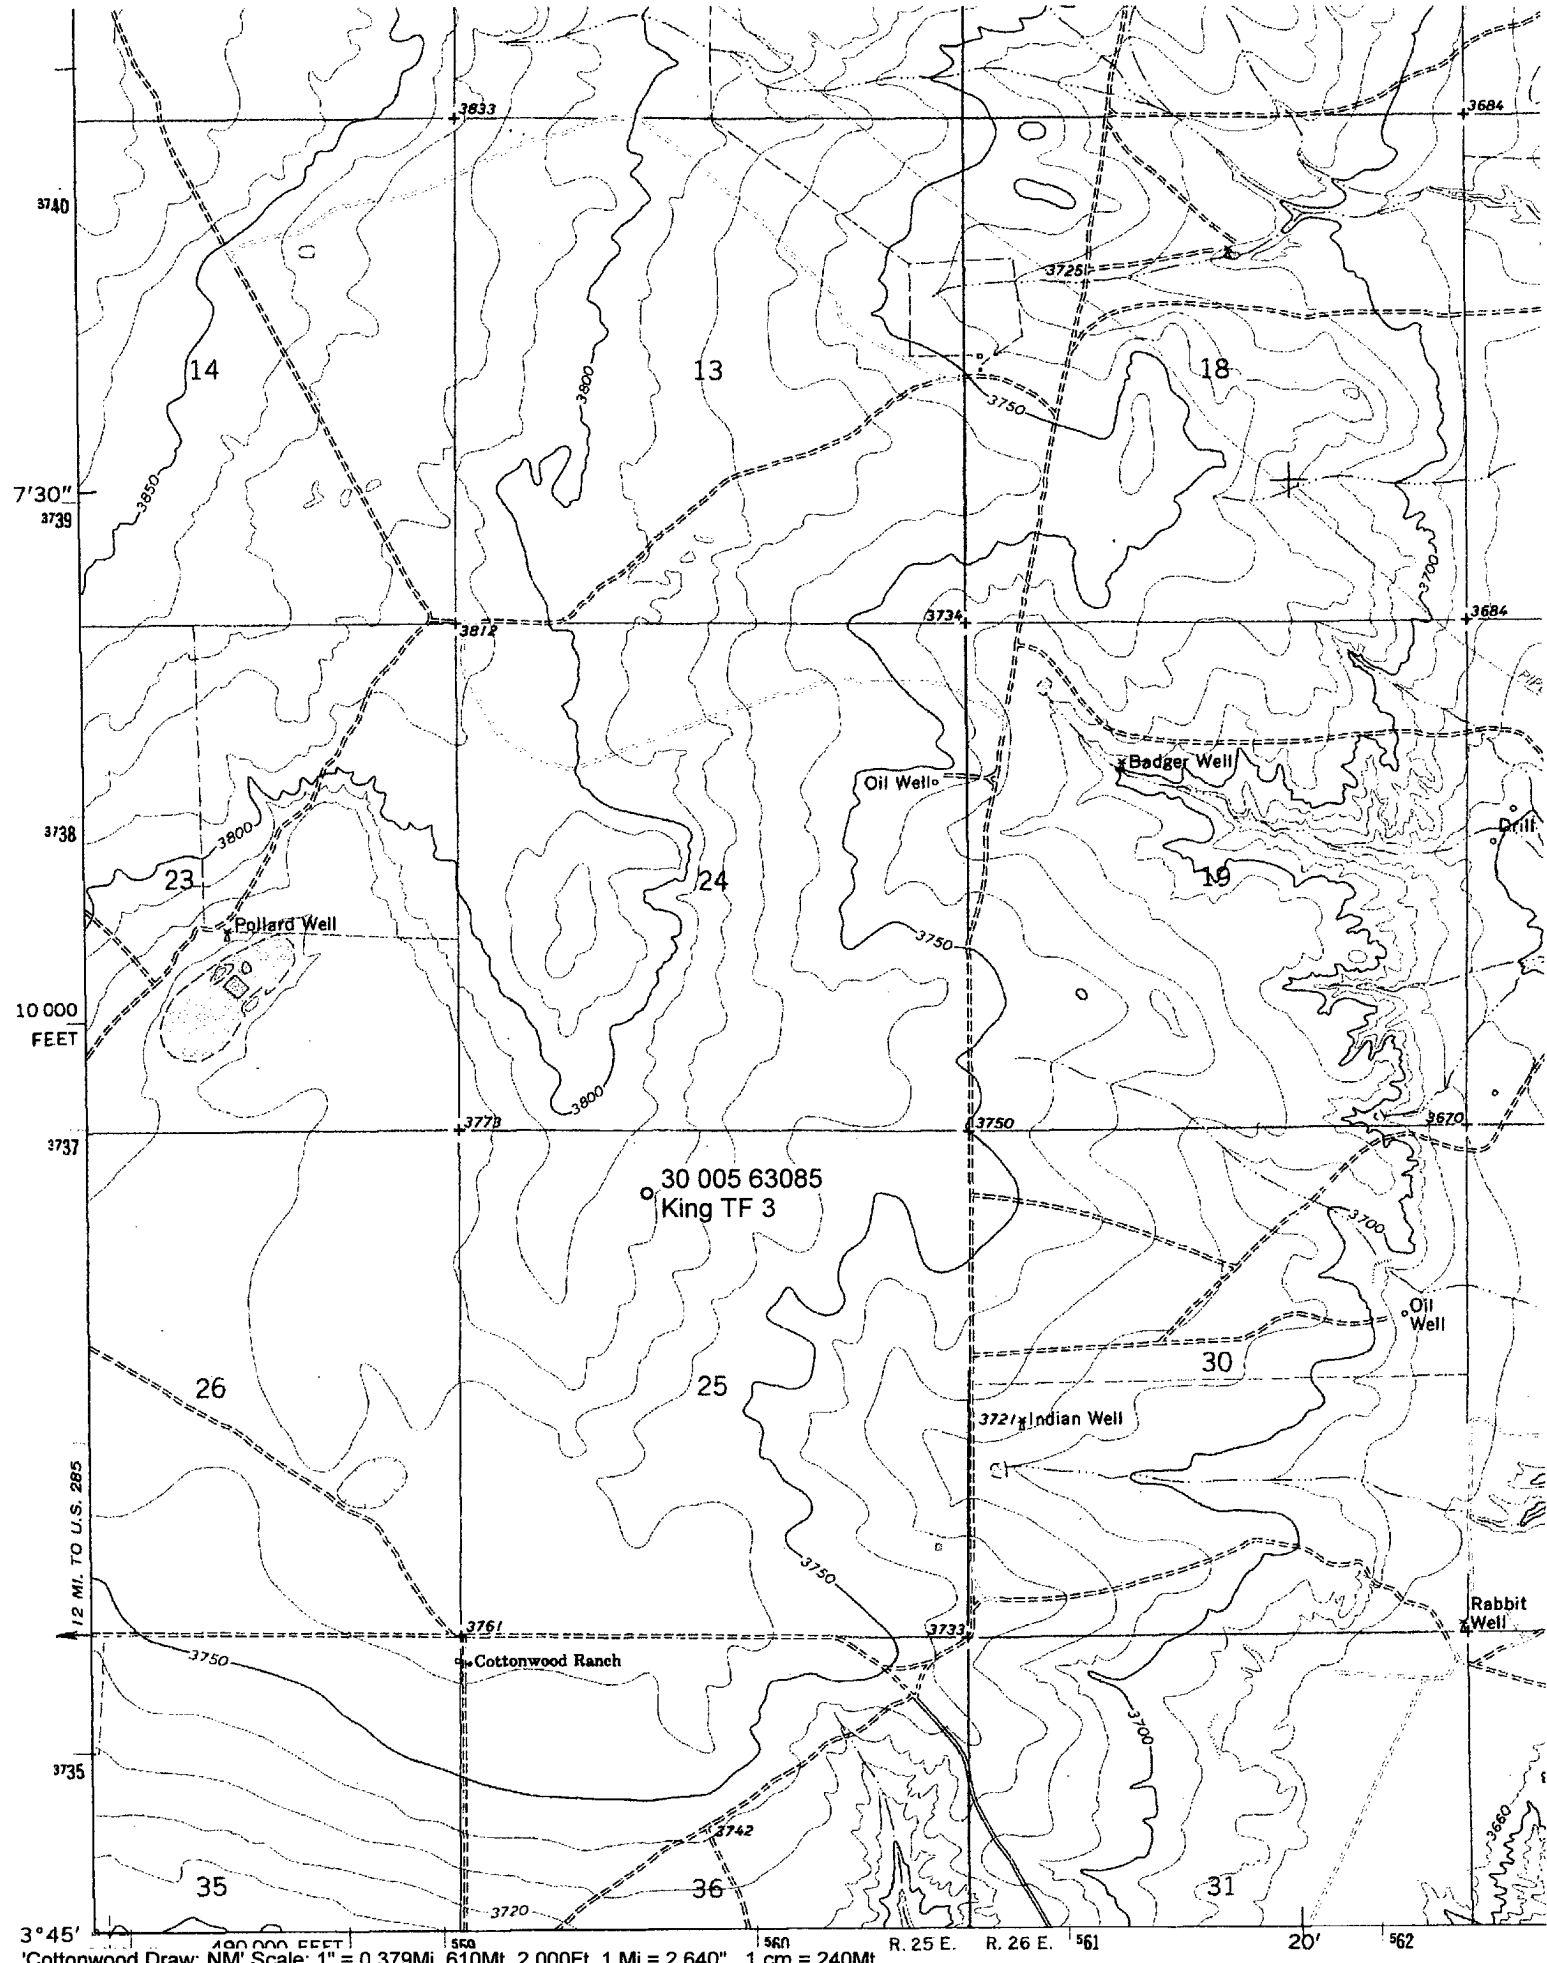 3833
3684
3740
3725
14
13
18
3800
3750
3850
7'30"
3739
3700
3812
3734
3684
Badger Well
Oil Well
3738
3800
Drill
23
24
19
Pollard Well
3750
10 000
FEET
3800
3773
3750
3670
3737
30 005 63085
King TF 3
3700
Oil
Well
26
25
30
3721
Indian Well
12 MI. TO U.S. 285
3750
Rabbit
Well
3761
3733
Cottonwood Ranch
3750
3700
3735
3742
3660
35
36
31
3720
3°45'
490 000 FEET
559
560
R. 25 E.
R. 26 E.
561
20'
562
'Cottonwood Draw: NM' Scale: 1" = 0.379Mi 610Mt 2,000Ft, 1 Mi = 2.640", 1 cm = 240Mt